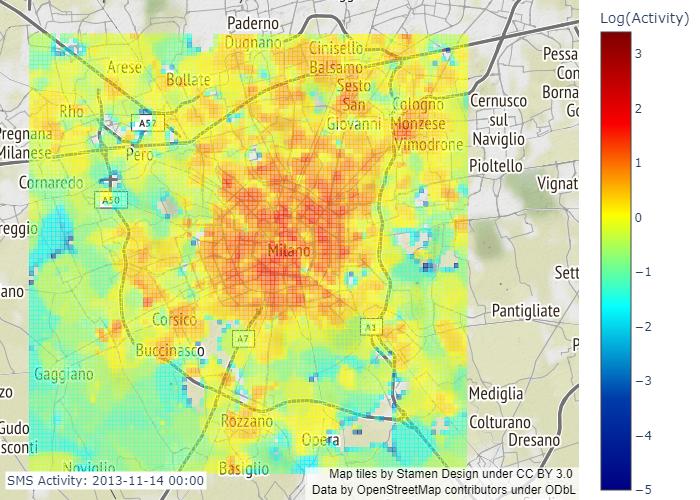 Paderno
Dugnano
Cinisello
Balsamo
Arese
Bollate
Sesto
San
Giovanni
Cologno
Monzese
Vimodrone
Cernusco
sul
Naviglio
Pioltello
Pessa
Con
Borna
Go
Vignat
Rho
A52
Pregnana
Milanese
Pero
Cornaredo
A50
reggio
Milano
Sett
ano
Corsico
A7
A1
Pantigliate
Buccinasco
P
Gaggiano
zo
Mediglia
Rozzano
Colturano
Gudo
Opera
Dresano
sconti
Noviglio
Basiglio
SMS Activity: 2013-11-14 00:00
Map tiles by Stamen Design under CC BY 3.0
Data by OpenStreetMap contributors under ODbL
Log(Activity)
3
2
1
0
−1
−2
−3
−4
−5